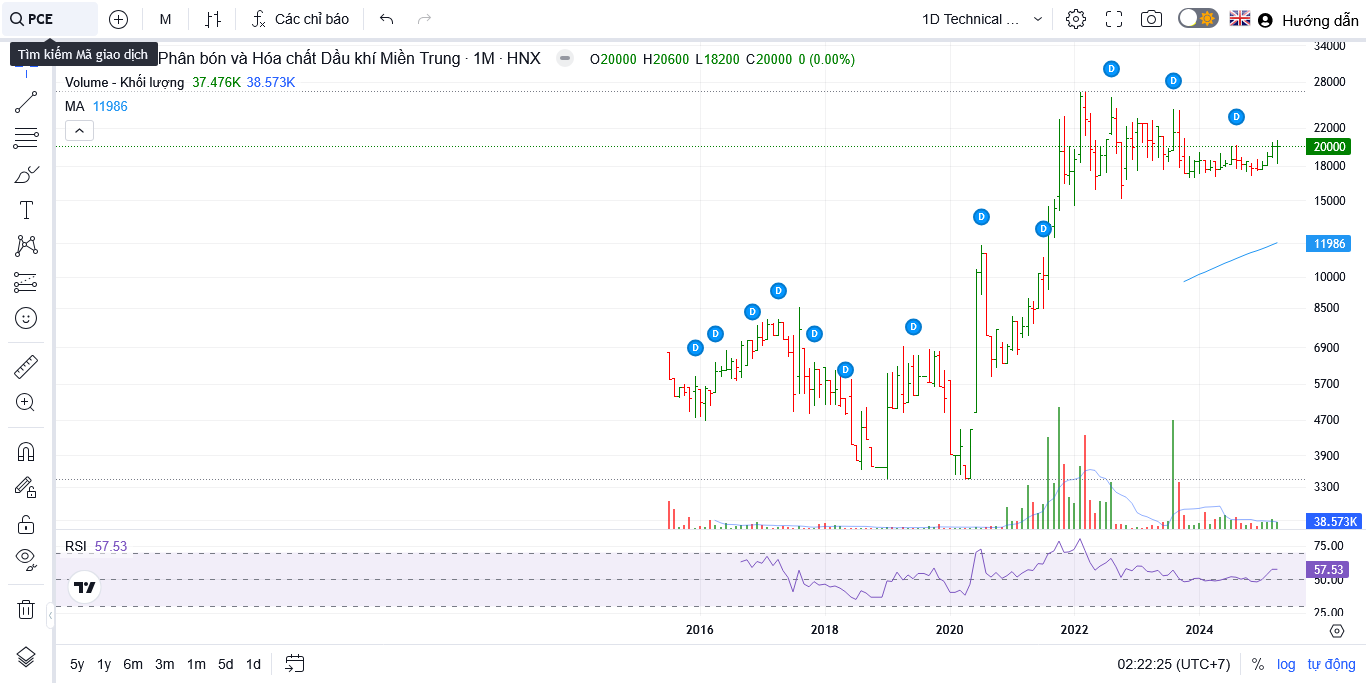 PCE
M
Các chỉ báo
1D Technical ...
Hướng dẫn
Tìm kiếm Mã giao dịch
Phân bón và Hóa chất Dầu khí Miền Trung · 1M · HNX
O20000 H20600 L18200 C20000 0 (0.00%)
Volume - Khối lượng 37.476K 38.573K
MA 11986
34000
28000
22000
20000
18000
15000
11986
10000
8500
6900
5700
4700
3900
3300
38.573K
D
D
D
D
D
D
D
D
D
D
D
D
D
RSI 57.53
75.00
57.53
50.00
25.00
2016
2018
2020
2022
2024
5y 1y 6m 3m 1m 5d 1d
02:22:25 (UTC+7)
% log tự động